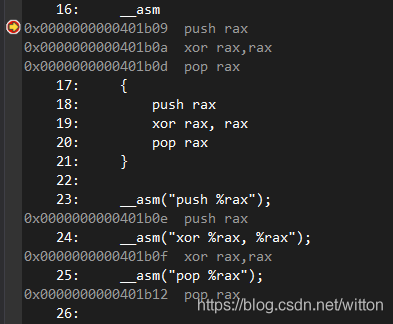 16: __asm
0x0000000000401b09 push rax
0x0000000000401b0a xor rax,rax
0x0000000000401b0d pop rax
17: {
18: push rax
19: xor rax, rax
20: pop rax
21: }
22:
23: __asm("push %rax");
0x0000000000401b0e push rax
24: __asm("xor %rax, %rax");
0x0000000000401b0f xor rax,rax
25: __asm("pop %rax");
0x0000000000401b12 pop rax
https://blog.csdn.net/witton
26: